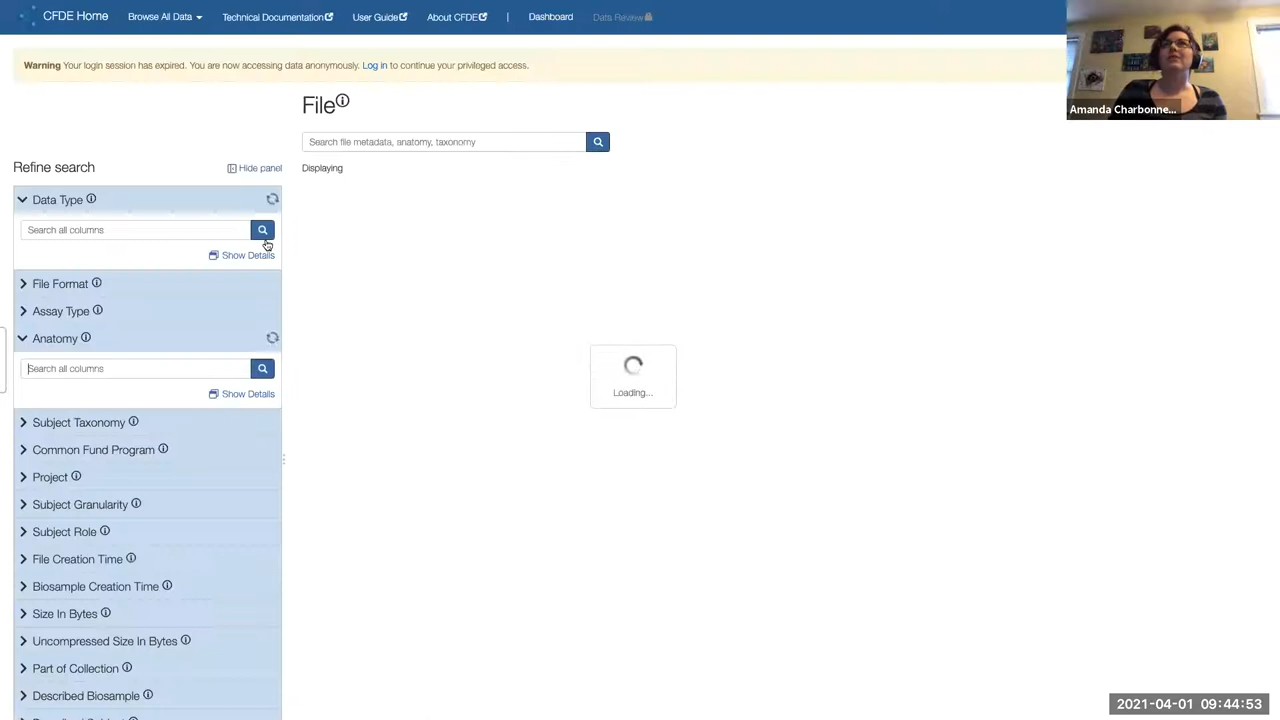 CFDE Home
Browse All Data
Technical Documentation
User Guide
About CFDE
|
Dashboard
Data Review
Amanda Charbonne...
Warning Your login session has expired. You are now accessing data anonymously. Log in to continue your privileged access.
File
Search file metadata, anatomy, taxonomy
Refine search
Hide panel
Displaying
Data Type
Search all columns
Show Details
File Format
Assay Type
Anatomy
Search all columns
Show Details
Loading...
Subject Taxonomy
Common Fund Program
Project
Subject Granularity
Subject Role
File Creation Time
Biosample Creation Time
Size In Bytes
Uncompressed Size In Bytes
Part of Collection
Described Biosample
2021-04-01 09:44:53